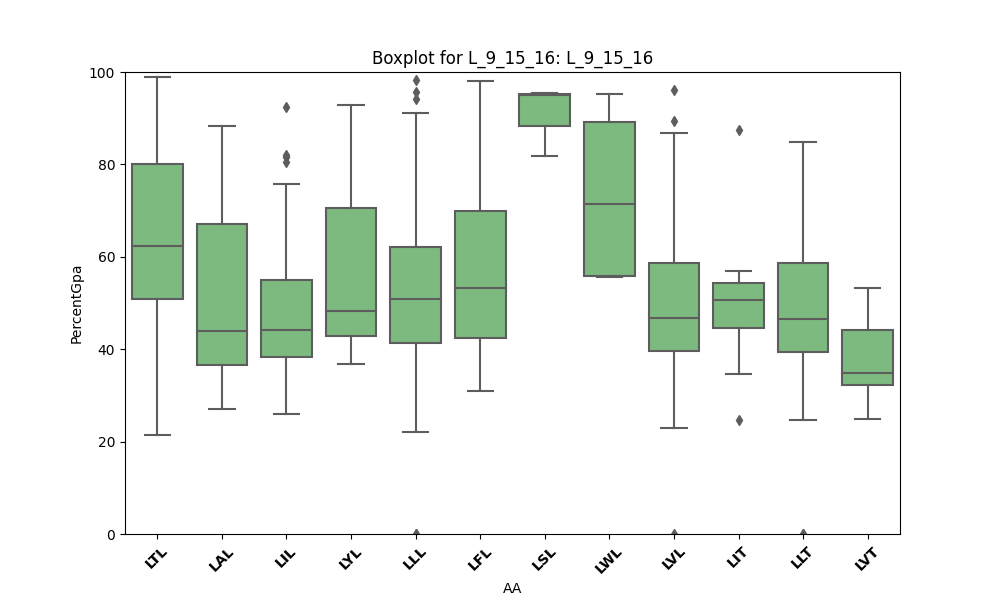 Boxplot for L_9_15_16: L_9_15_16
PercentGpa
100
80
60
40
20
0
LTL
LAL
LIL
LYL
LLL
LFL
LSL
LWL
LVL
LIT
LLT
LVT
AA